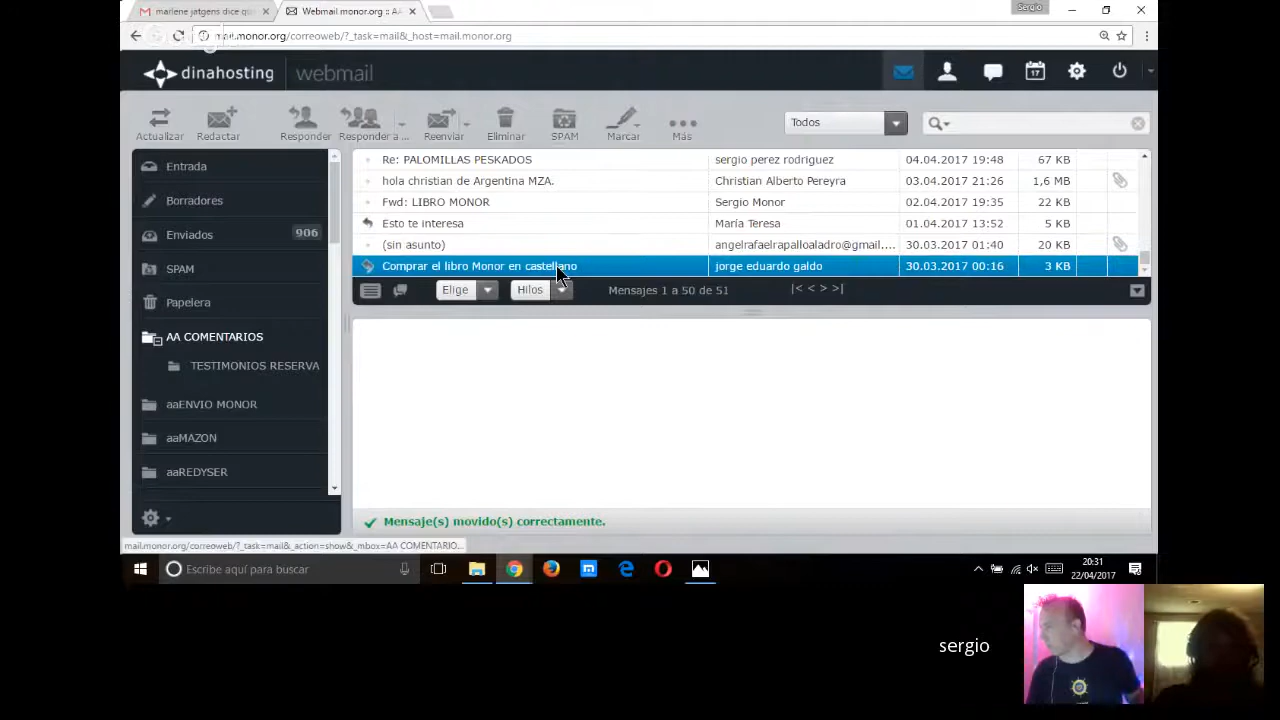 marlene jatgens dice qu
Webmail.monor.org :: A
Sergio
mail.monor.org/correoweb/?_task=mail&_host=mail.monor.org
dinahosting webmail
17
Actualizar Redactar Responder Responder a ... Reenviar Eliminar SPAM Marcar Más
Todos
Entrada
Borradores
Enviados 906
SPAM
Papelera
AA COMENTARIOS
TESTIMONIOS RESERVA
aaENVIO MONOR
aaMAZON
aaREDYSER
Re: PALOMILLAS PESKADOS sergio perez rodriguez 04.04.2017 19:48 67 KB
hola christian de Argentina MZA. Christian Alberto Pereyra 03.04.2017 21:26 1,6 MB
Fwd: LIBRO MONOR Sergio Monor 02.04.2017 19:35 22 KB
Esto te interesa María Teresa 01.04.2017 13:52 5 KB
(sin asunto) angelrafaelrapalloaladro@gmail.... 30.03.2017 01:40 20 KB
Comprar el libro Monor en castellano jorge eduardo galdo 30.03.2017 00:16 3 KB
Elige Hilos Mensajes 1 a 50 de 51 |< < > >|
Mensaje(s) movido(s) correctamente.
mail.monor.org/correoweb/?_task=mail&_action=show&_mbox=AA COMENTARIO...
Escribe aquí para buscar
20:31
22/04/2017
sergio